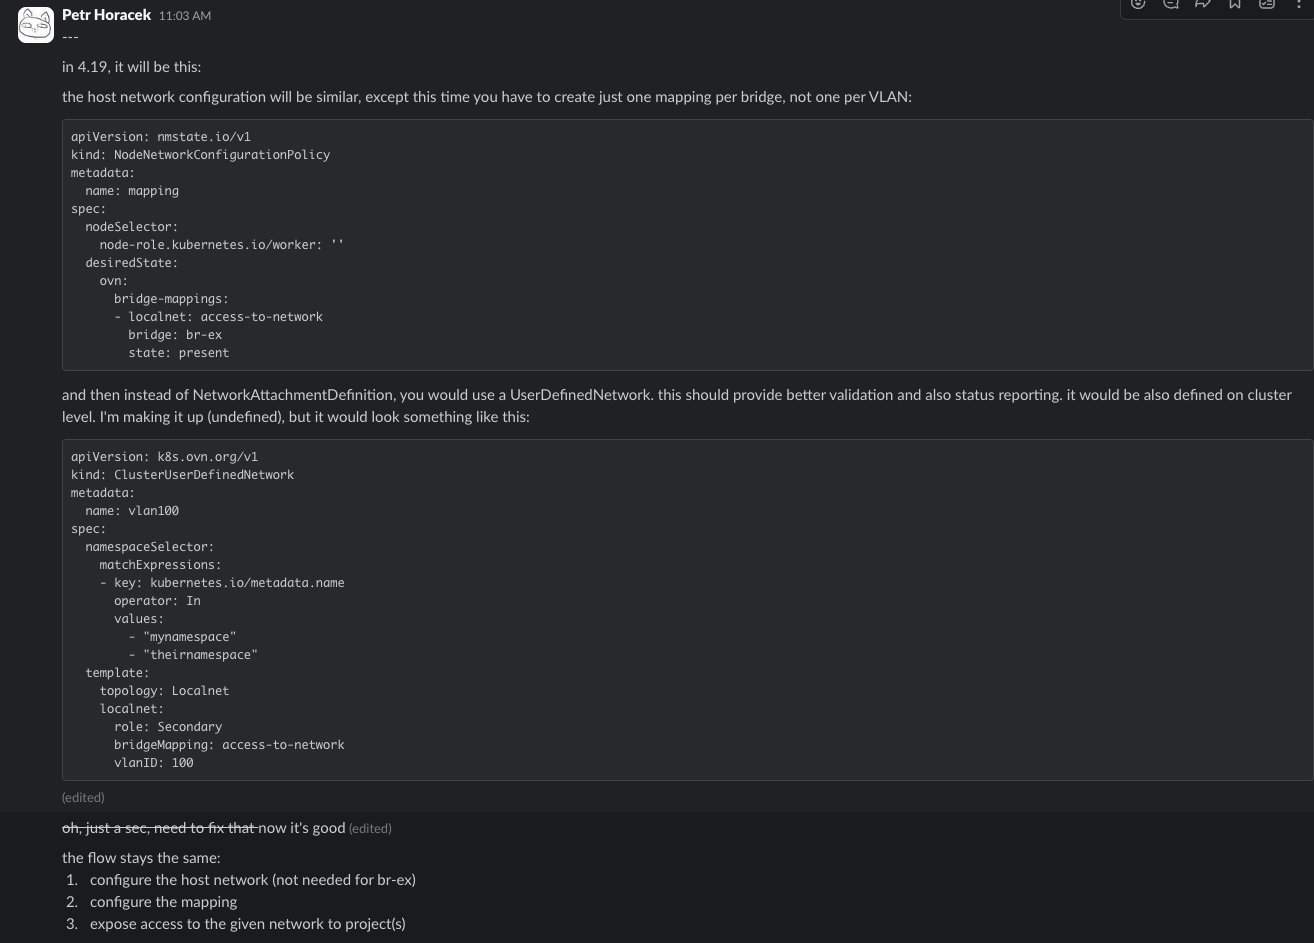 Petr Horacek 11:03 AM
---
in 4.19, it will be this:
the host network configuration will be similar, except this time you have to create just one mapping per bridge, not one per VLAN:
apiVersion: nmstate.io/v1
kind: NodeNetworkConfigurationPolicy
metadata:
  name: mapping
spec:
  nodeSelector:
    node-role.kubernetes.io/worker: ''
  desiredState:
    ovn:
      bridge-mappings:
      - localnet: access-to-network
        bridge: br-ex
        state: present
and then instead of NetworkAttachmentDefinition, you would use a UserDefinedNetwork. this should provide better validation and also status reporting. it would be also defined on cluster
level. I'm making it up (undefined), but it would look something like this:
apiVersion: k8s.ovn.org/v1
kind: ClusterUserDefinedNetwork
metadata:
  name: vlan100
spec:
  namespaceSelector:
    matchExpressions:
    - key: kubernetes.io/metadata.name
      operator: In
      values:
        - "mynamespace"
        - "theirnamespace"
  template:
    topology: Localnet
    localnet:
      role: Secondary
      bridgeMapping: access-to-network
      vlanID: 100
(edited)
oh, just a sec, need to fix that now it's good (edited)
the flow stays the same:
1. configure the host network (not needed for br-ex)
2. configure the mapping
3. expose access to the given network to project(s)